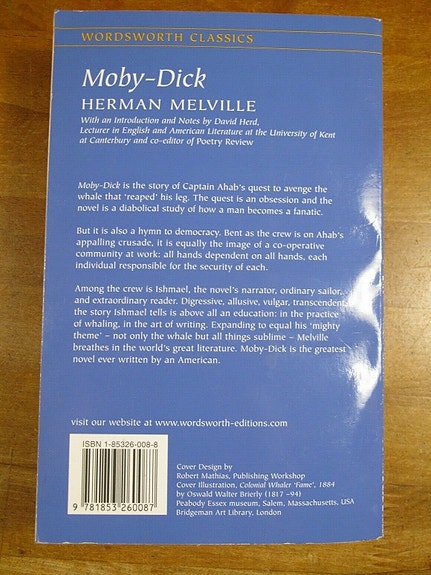 WORDSWORTH CLASSICS
Moby-Dick
HERMAN MELVILLE
With an Introduction and Notes by David Herd,
Lecturer in English and American Literature at the University of Kent
at Canterbury and co-editor of Poetry Review
Moby-Dick is the story of Captain Ahab's quest to avenge the
whale that 'reaped' his leg. The quest is an obsession and the
novel is a diabolical study of how a man becomes a fanatic.
But it is also a hymn to democracy. Bent as the crew is on Ahab's
appalling crusade, it is equally the image of a co-operative
community at work: all hands dependent on all hands, each
individual responsible for the security of each.
Among the crew is Ishmael, the novel's narrator, ordinary sailor,
and extraordinary reader. Digressive, allusive, vulgar, transcendent,
the story Ishmael tells is above all an education: in the practice
of whaling, in the art of writing. Expanding to equal his 'mighty
theme' – not only the whale but all things sublime – Melville
breathes in the world's great literature. Moby-Dick is the greatest
novel ever written by an American.
visit our website at www.wordsworth-editions.com
ISBN 1-85326-008-8
9 781853 260087
Cover Design by
Robert Mathias, Publishing Workshop
Cover Illustration, Colonial Whaler 'Fame', 1884
by Oswald Walter Brierly (1817 –94)
Peabody Essex museum, Salem, Massachusetts, USA
Bridgeman Art Library, London